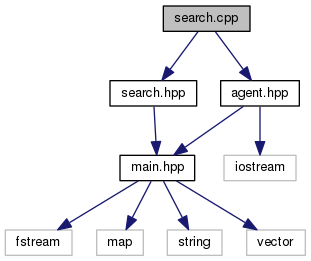 search.cpp
search.hpp
agent.hpp
main.hpp
iostream
fstream
map
string
vector